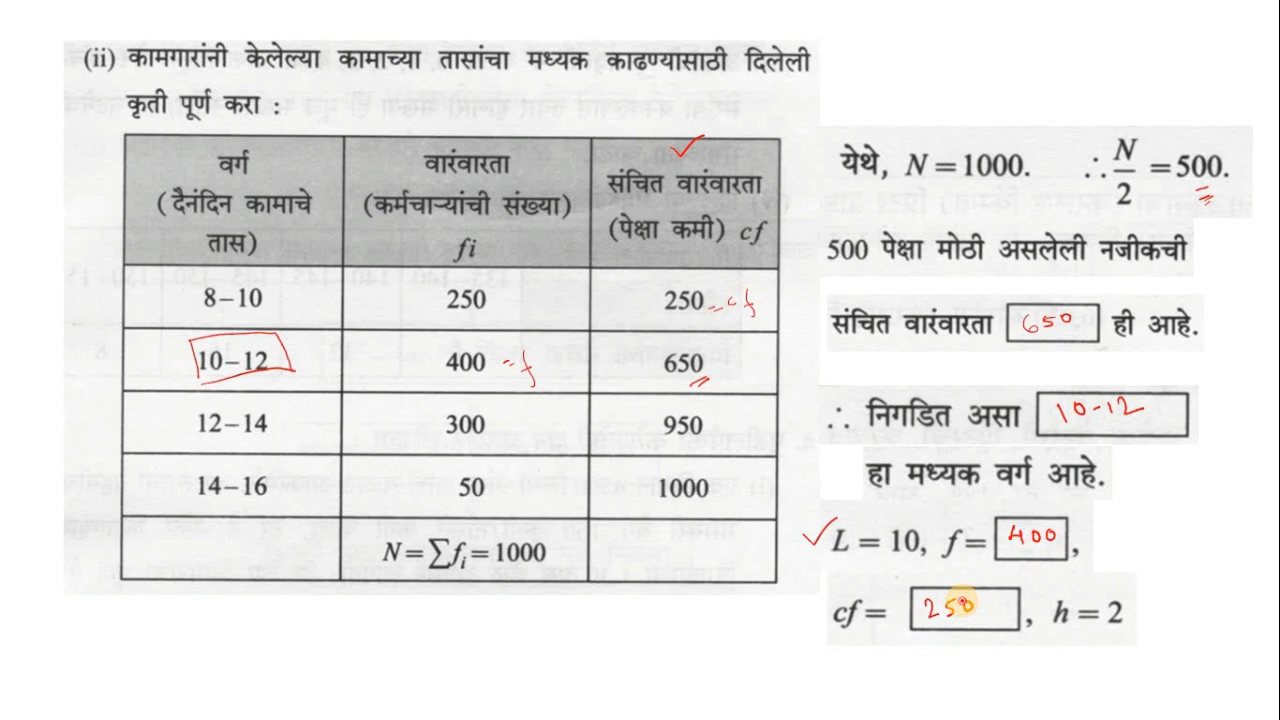 (ii) कामगारांनी केलेल्या कामाच्या तासांचा मध्यक काढण्यासाठी दिलेली
कृती पूर्ण करा :
वर्ग (दैनंदिन कामाचे तास) वारंवारता (कर्मचाऱ्यांची संख्या) fi संचित वारंवारता (पेक्षा कमी) cf
8–10 250 250 =cf
10–12 400 =f 650
12–14 300 950
14–16 50 1000
N=∑fᵢ=1000
येथे, N=1000. ∴ N/2 =500.
500 पेक्षा मोठी असलेली नजीकची
संचित वारंवारता 650 ही आहे.
∴ निगडित असा 10-12
हा मध्यक वर्ग आहे.
L=10, f= 400,
cf= 250, h=2